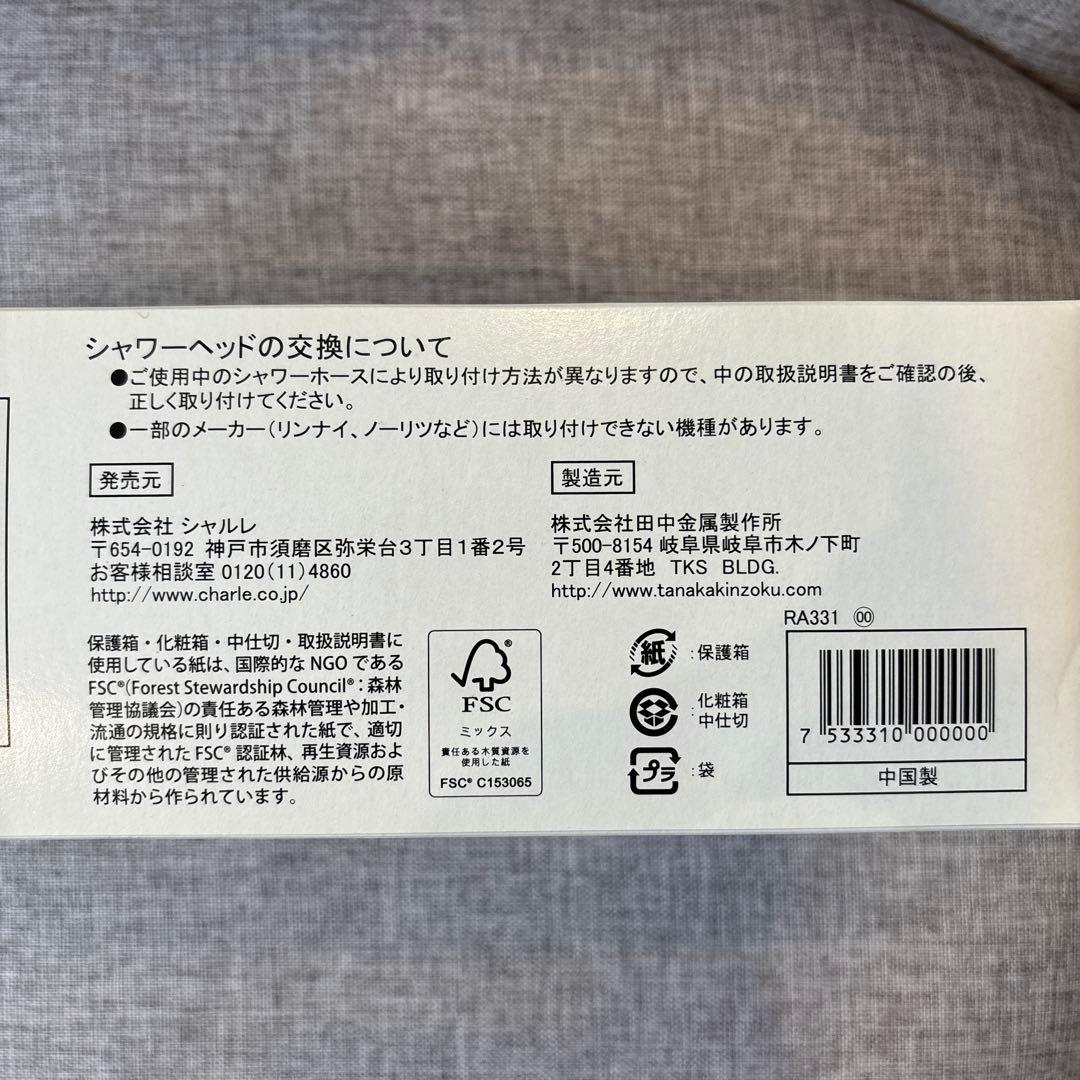 シャワーヘッドの交換について
●ご使用中のシャワーホースにより取り付け方法が異なりますので、中の取扱説明書をご確認の後、
正しく取り付けてください。
●一部のメーカー(リンナイ、ノーリツなど)には取り付けできない機種があります。
発売元
株式会社 シャルレ
〒654-0192 神戸市須磨区弥栄台3丁目1番2号
お客様相談室 0120(11)4860
http://www.charle.co.jp/
製造元
株式会社田中金属製作所
〒500-8154 岐阜県岐阜市木ノ下町
2丁目4番地 TKS BLDG.
https://www.tanakakinzoku.com
保護箱・化粧箱・中仕切・取扱説明書に
使用している紙は、国際的な NGO である
FSC®(Forest Stewardship Council®:森林
管理協議会)の責任ある森林管理や加工・
流通の規格に則り認証された紙で、適切
に管理された FSC® 認証林、再生資源およ
びその他の管理された供給源からの原
材料から作られています。
®
FSC
ミックス
責任ある木質資源を
使用した紙
FSC® C153065
紙 :保護箱
化粧箱
:
中仕切
プラ :袋
RA331 00
7 533310 000000
中国製